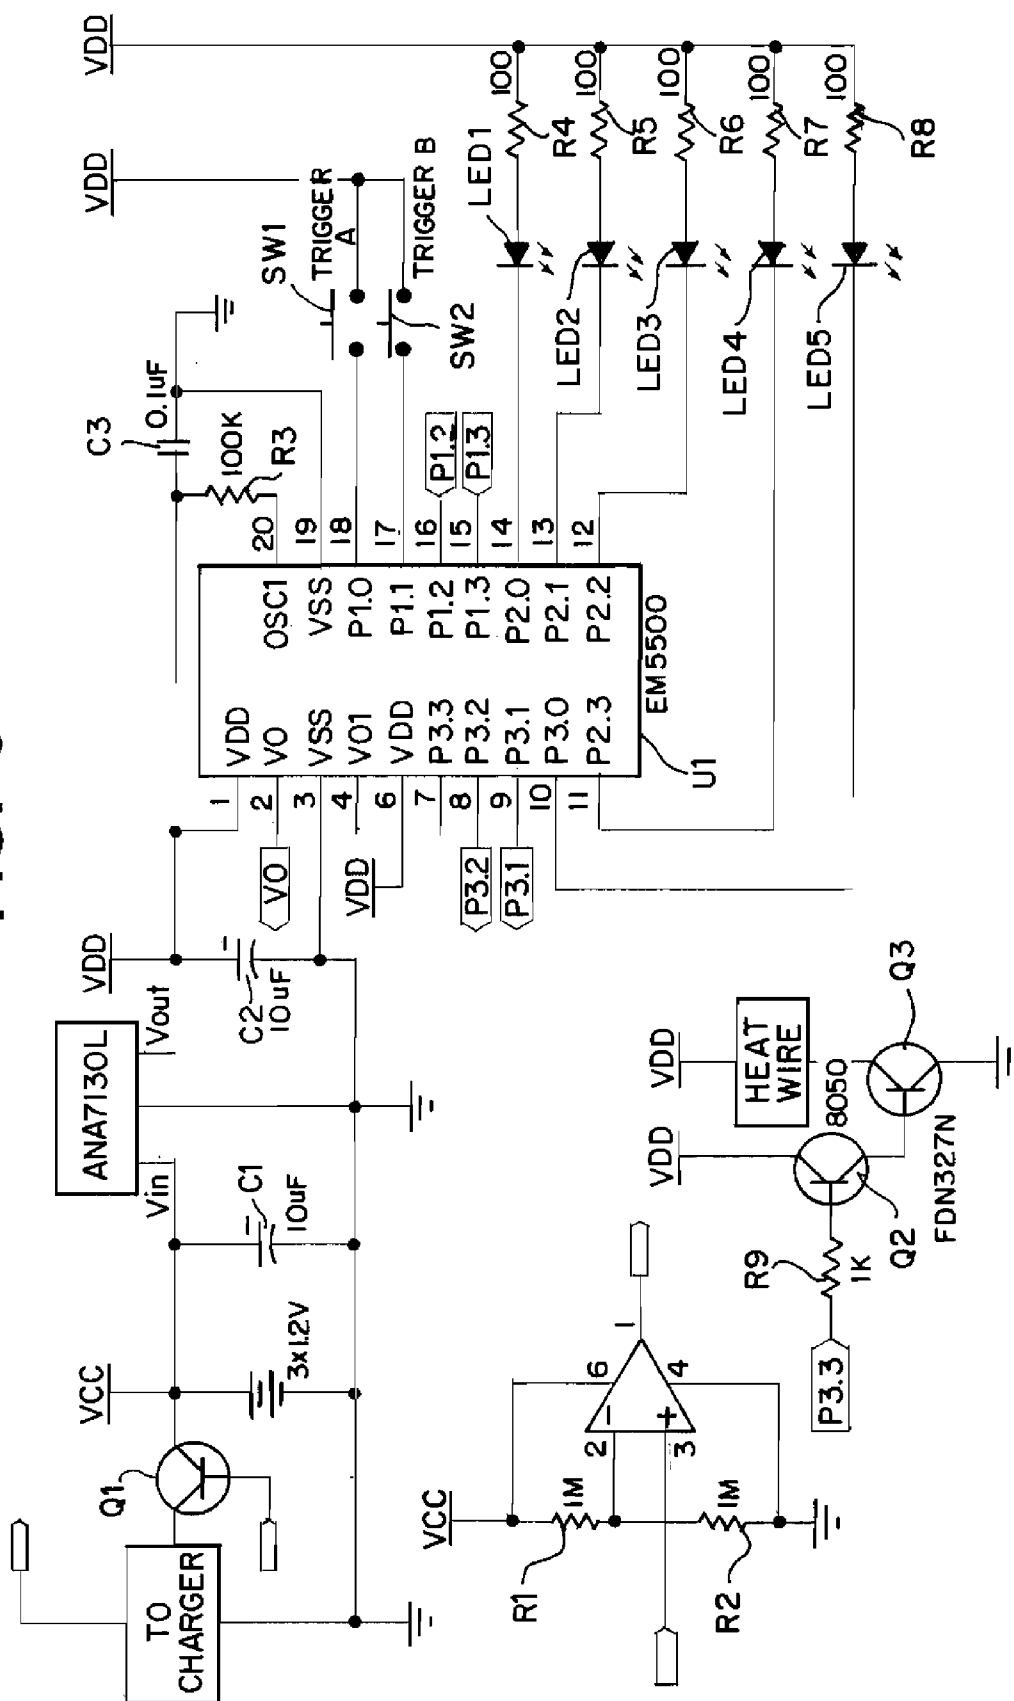 VDD
VDD
C3
0.1uF
100K
R3
SW1
TRIGGER
A
TRIGGER B
SW2
LED1
100
R4
100
R5
100
R6
100
R7
100
R8
LED2
LED3
LED4
LED5
20
19
18
17
16
15
14
13
12
P1.2
P1.3
OSC1
VSS
P1.0
P1.1
P1.2
P1.3
P2.0
P2.1
P2.2
VDD
VO
VSS
VO1
VDD
P3.3
P3.2
P3.1
P3.0
P2.3
EM5500
U1
1
2
3
4
6
7
8
9
10
11
VO
VDD
P3.2
P3.1
VDD
C2
10uF
ANA7130L
Vin
Vout
C1
10uF
VCC
3x1.2V
Q1
TO
CHARGER
VCC
R1
1M
R2
1M
2
3
6
4
1
−
+
P3.3
R9
1K
Q2
VDD
8050
FDN327N
VDD
HEAT
WIRE
Q3